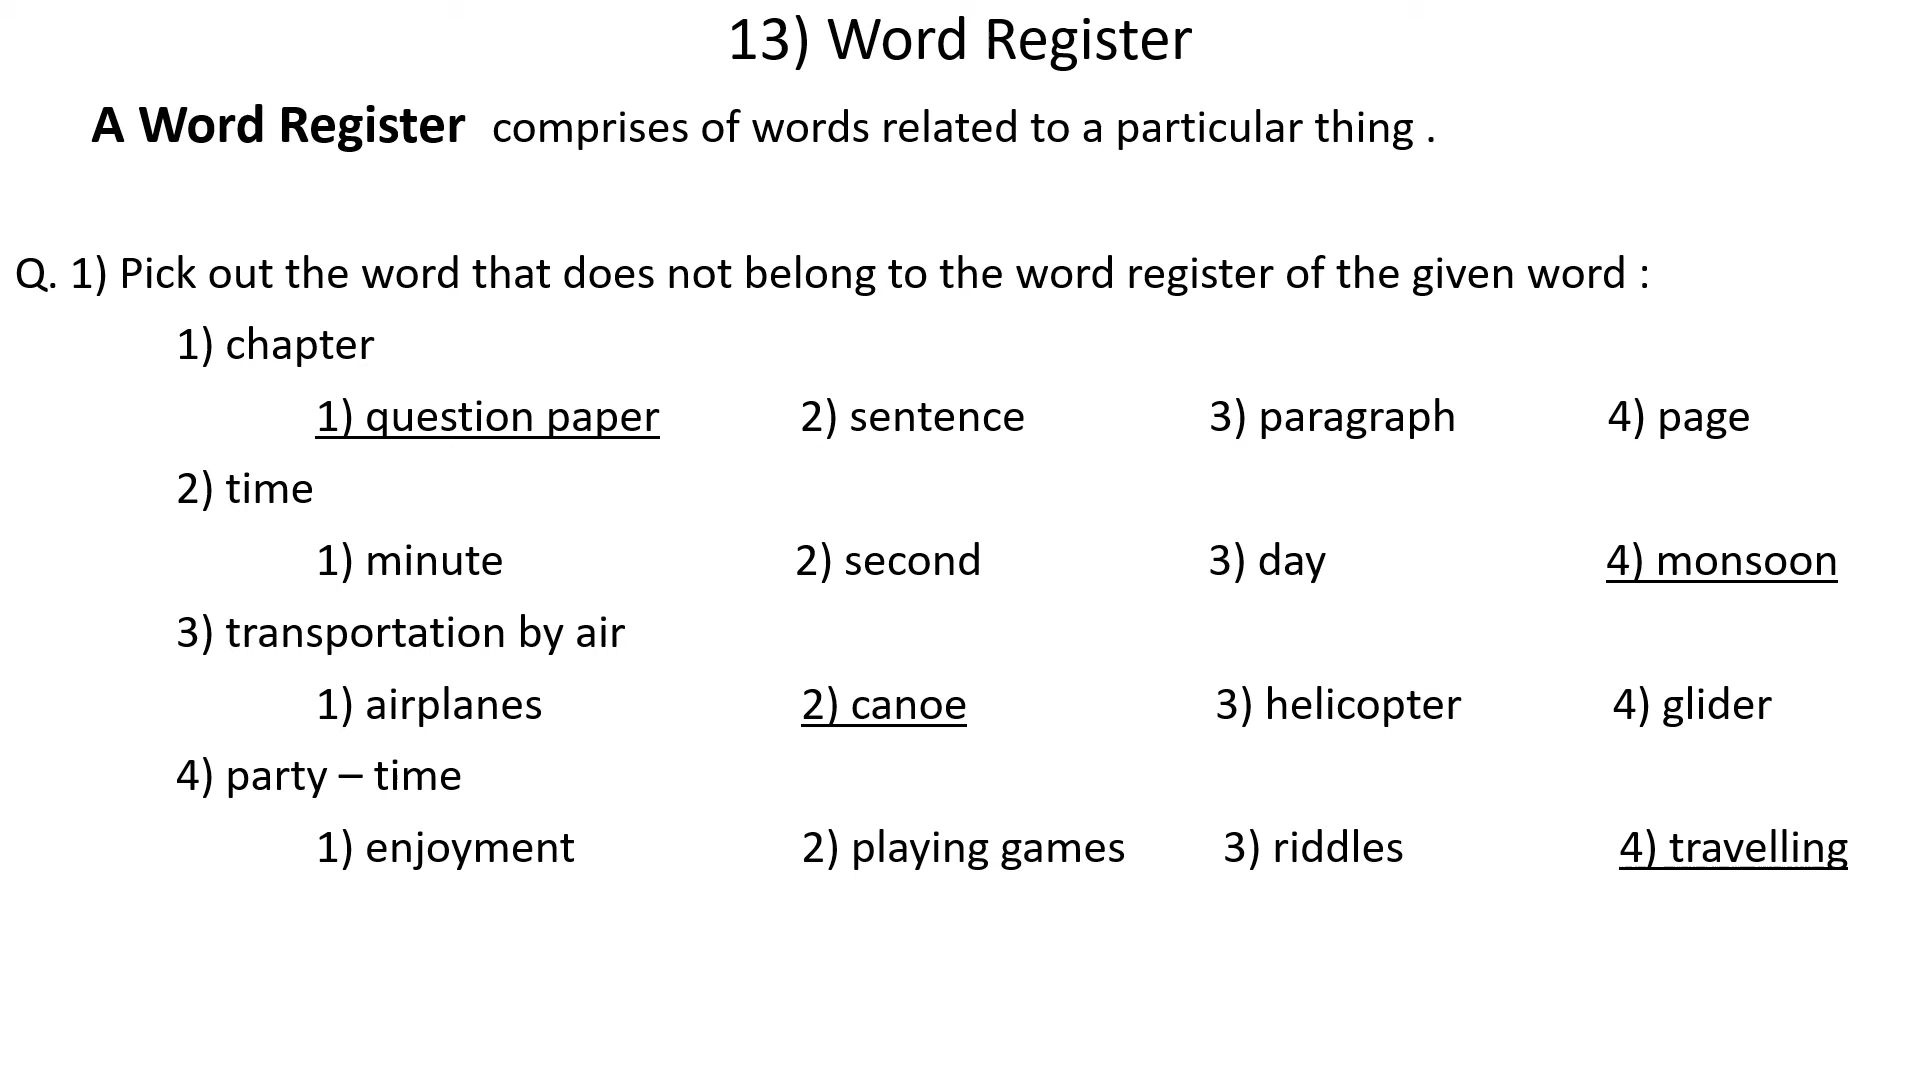 13) Word Register
A Word Register comprises of words related to a particular thing .
Q. 1) Pick out the word that does not belong to the word register of the given word :
1) chapter
1) question paper 2) sentence 3) paragraph 4) page
2) time
1) minute 2) second 3) day 4) monsoon
3) transportation by air
1) airplanes 2) canoe 3) helicopter 4) glider
4) party – time
1) enjoyment 2) playing games 3) riddles 4) travelling